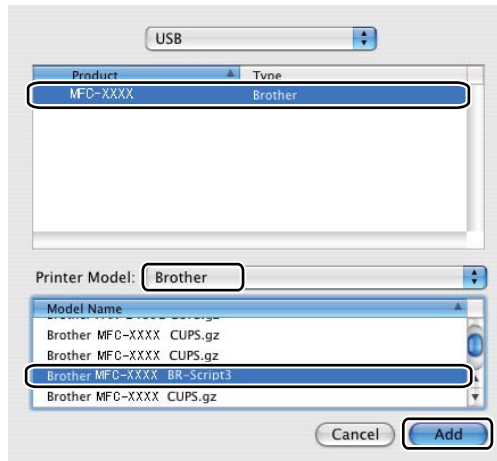 USB
Product Type
MFC-XXXX Brother
Printer Model: Brother
Model Name
Brother MFC-XXXX CUPS.gz
Brother MFC-XXXX CUPS.gz
Brother MFC-XXXX BR-Script3
Brother MFC-XXXX CUPS.gz
Cancel Add